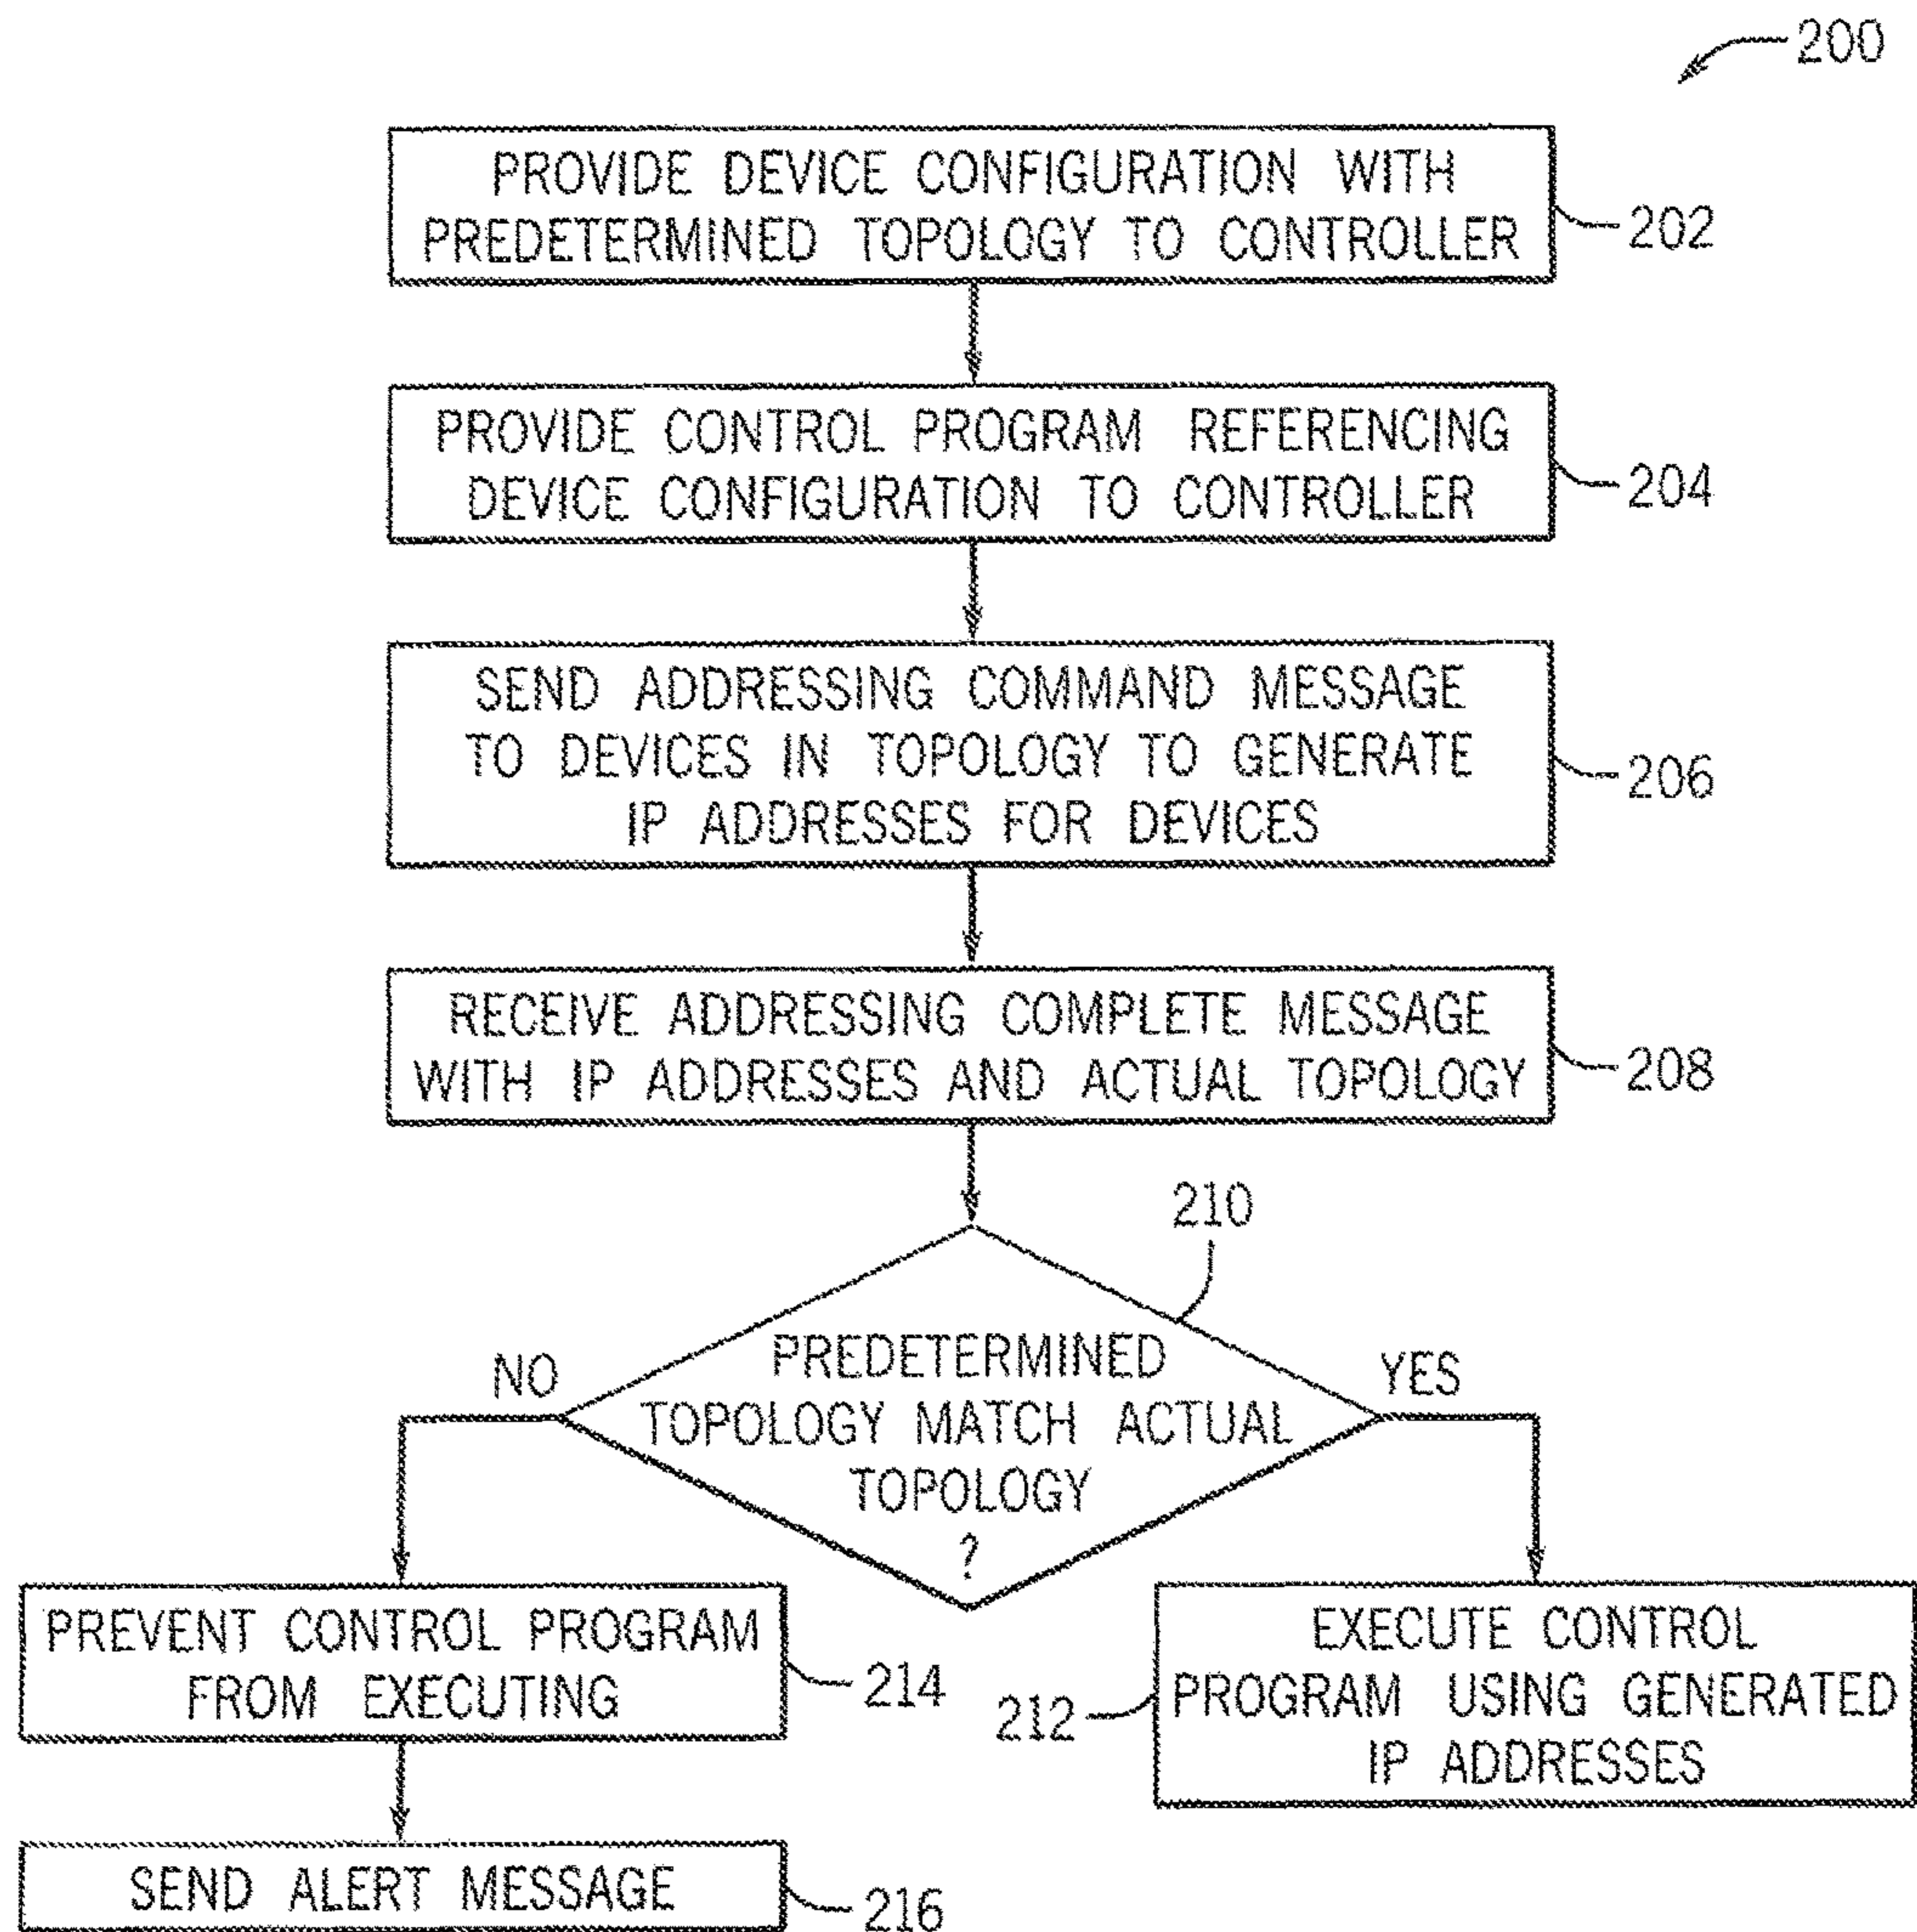 200
PROVIDE DEVICE CONFIGURATION WITH
PREDETERMINED TOPOLOGY TO CONTROLLER
202
PROVIDE CONTROL PROGRAM REFERENCING
DEVICE CONFIGURATION TO CONTROLLER
204
SEND ADDRESSING COMMAND MESSAGE
TO DEVICES IN TOPOLOGY TO GENERATE
IP ADDRESSES FOR DEVICES
206
RECEIVE ADDRESSING COMPLETE MESSAGE
WITH IP ADDRESSES AND ACTUAL TOPOLOGY
208
210
PREDETERMINED
TOPOLOGY MATCH ACTUAL
TOPOLOGY
?
NO
YES
PREVENT CONTROL PROGRAM
FROM EXECUTING
214
212
EXECUTE CONTROL
PROGRAM USING GENERATED
IP ADDRESSES
SEND ALERT MESSAGE
216